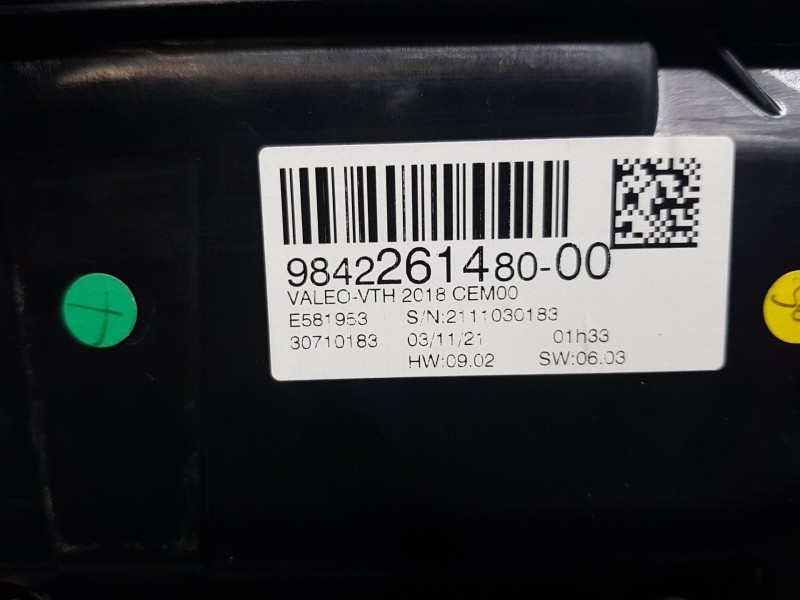 9842261480-00
VALEO-VTH 2018 CEM00
E581953 S/N:2111030183
30710183 03/11/21 01h33
HW:09.02 SW:06.03